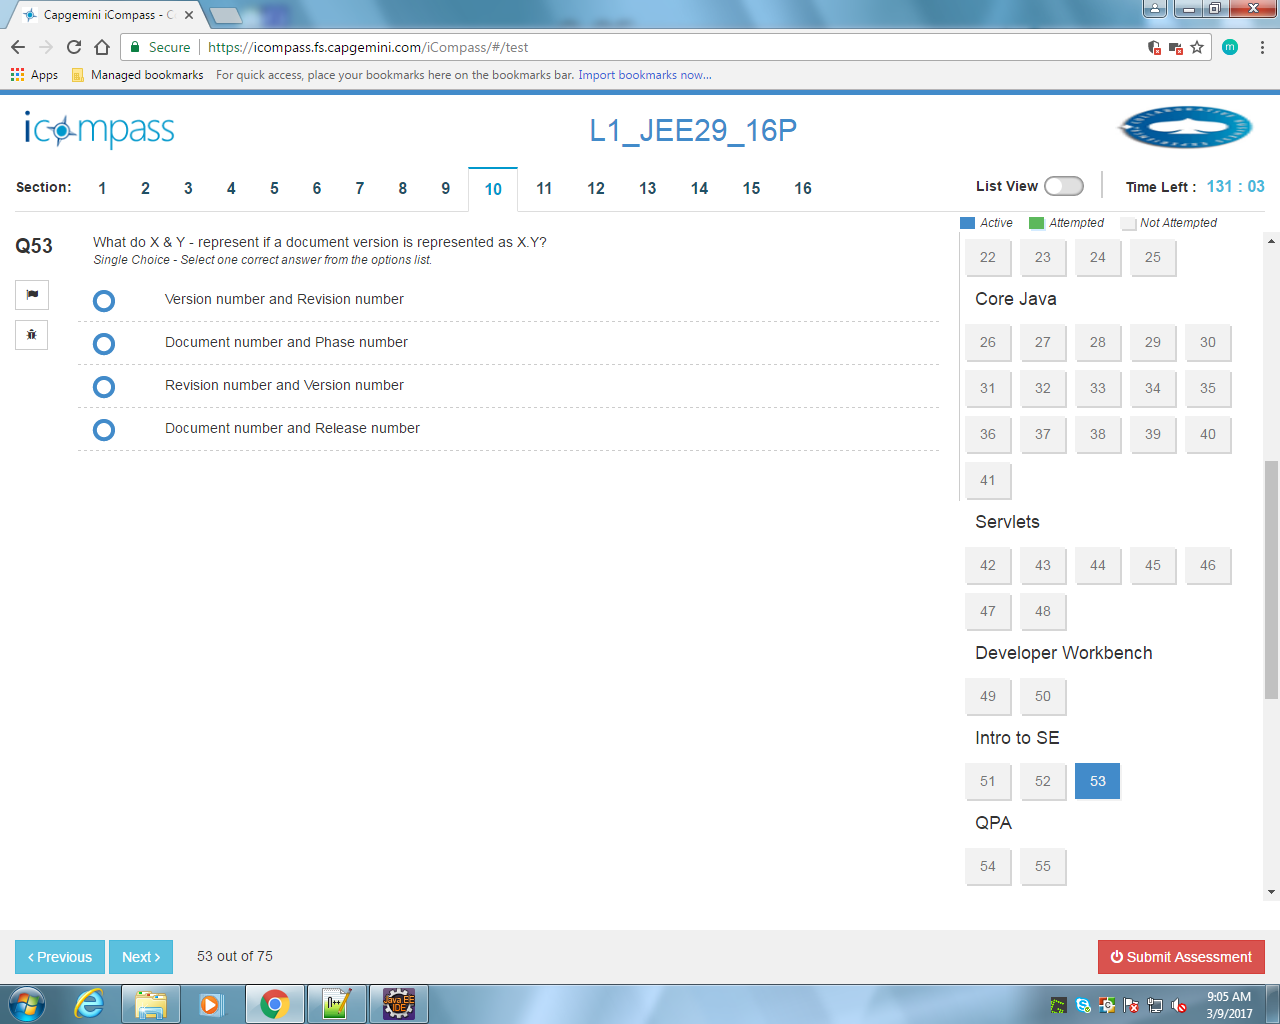 Capgemini iCompass - C
Secure https://icompass.fs.capgemini.com/iCompass/#/test
m
Apps Managed bookmarks For quick access, place your bookmarks here on the bookmarks bar. Import bookmarks now...
icompass
L1_JEE29_16P
Section: 1 2 3 4 5 6 7 8 9 10 11 12 13 14 15 16
List View Time Left : 131 : 03
Active Attempted Not Attempted
Q53
What do X & Y - represent if a document version is represented as X.Y?
Single Choice - Select one correct answer from the options list.
Version number and Revision number
Document number and Phase number
Revision number and Version number
Document number and Release number
22 23 24 25
Core Java
26 27 28 29 30
31 32 33 34 35
36 37 38 39 40
41
Servlets
42 43 44 45 46
47 48
Developer Workbench
49 50
Intro to SE
51 52 53
QPA
54 55
Previous Next 53 out of 75
Submit Assessment
Java EE
IDE
9:05 AM
3/9/2017